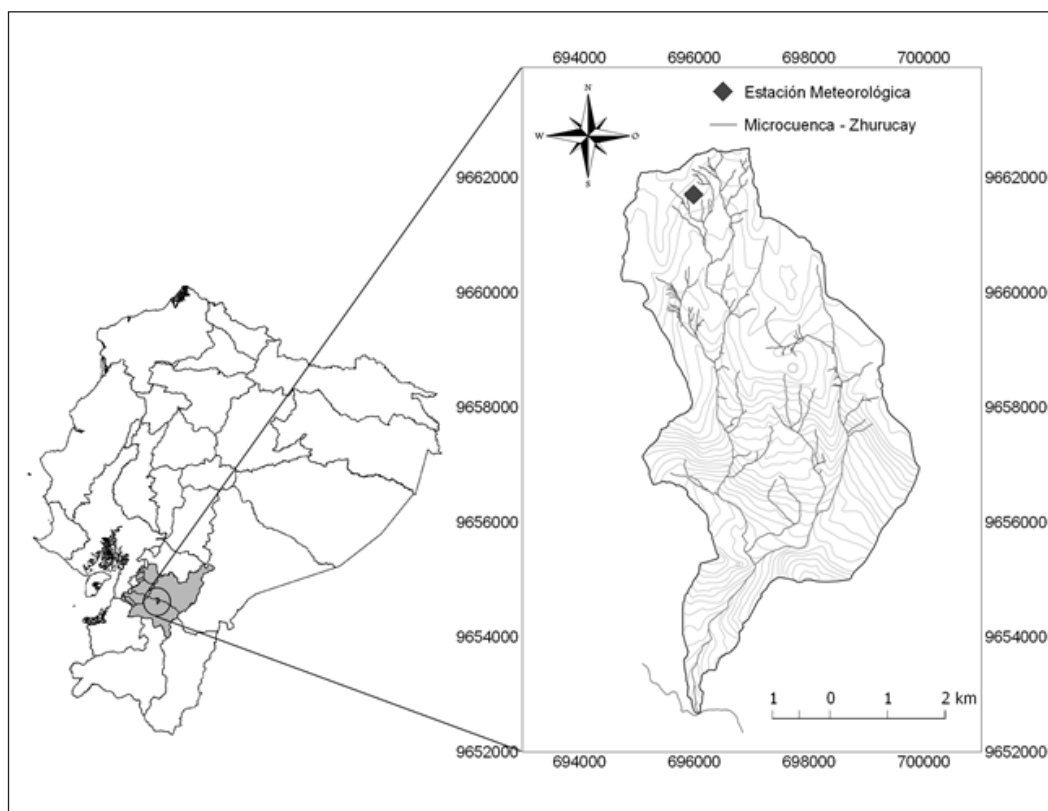 694000 696000 698000 700000
N
W O
S
Estación Meteorológica
Microcuenca - Zhurucay
9662000 9662000
9660000 9660000
9658000 9658000
9656000 9656000
9654000 9654000
1 0 1 2 km
9652000 9652000
694000 696000 698000 700000